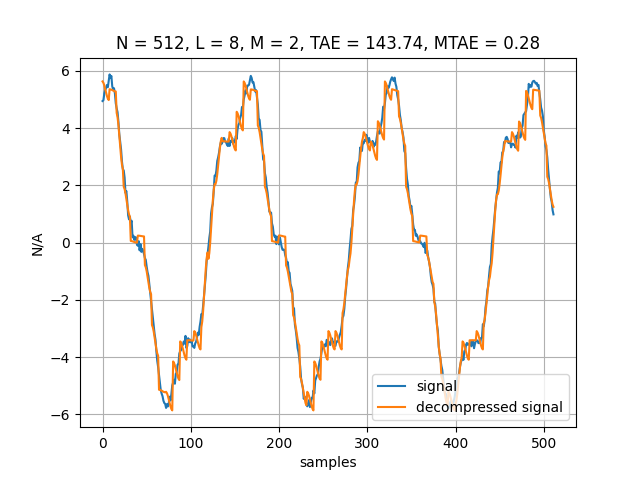 N = 512, L = 8, M = 2, TAE = 143.74, MTAE = 0.28
6
4
2
0
−2
−4
−6
N/A
0 100 200 300 400 500
samples
signal
decompressed signal